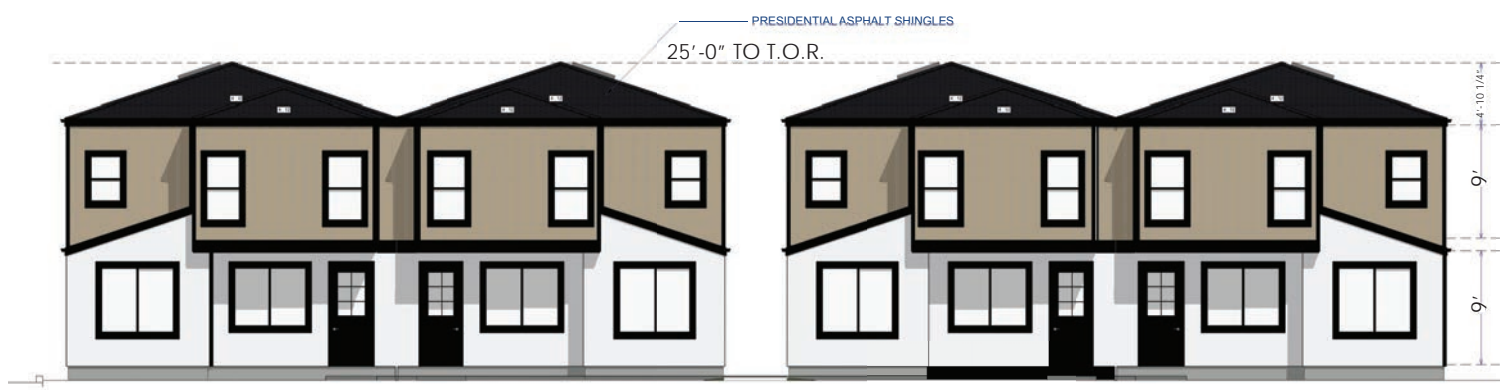 PRESIDENTIAL ASPHALT SHINGLES
25'-0" TO T.O.R.
4'-10 1/4"
9'
9'